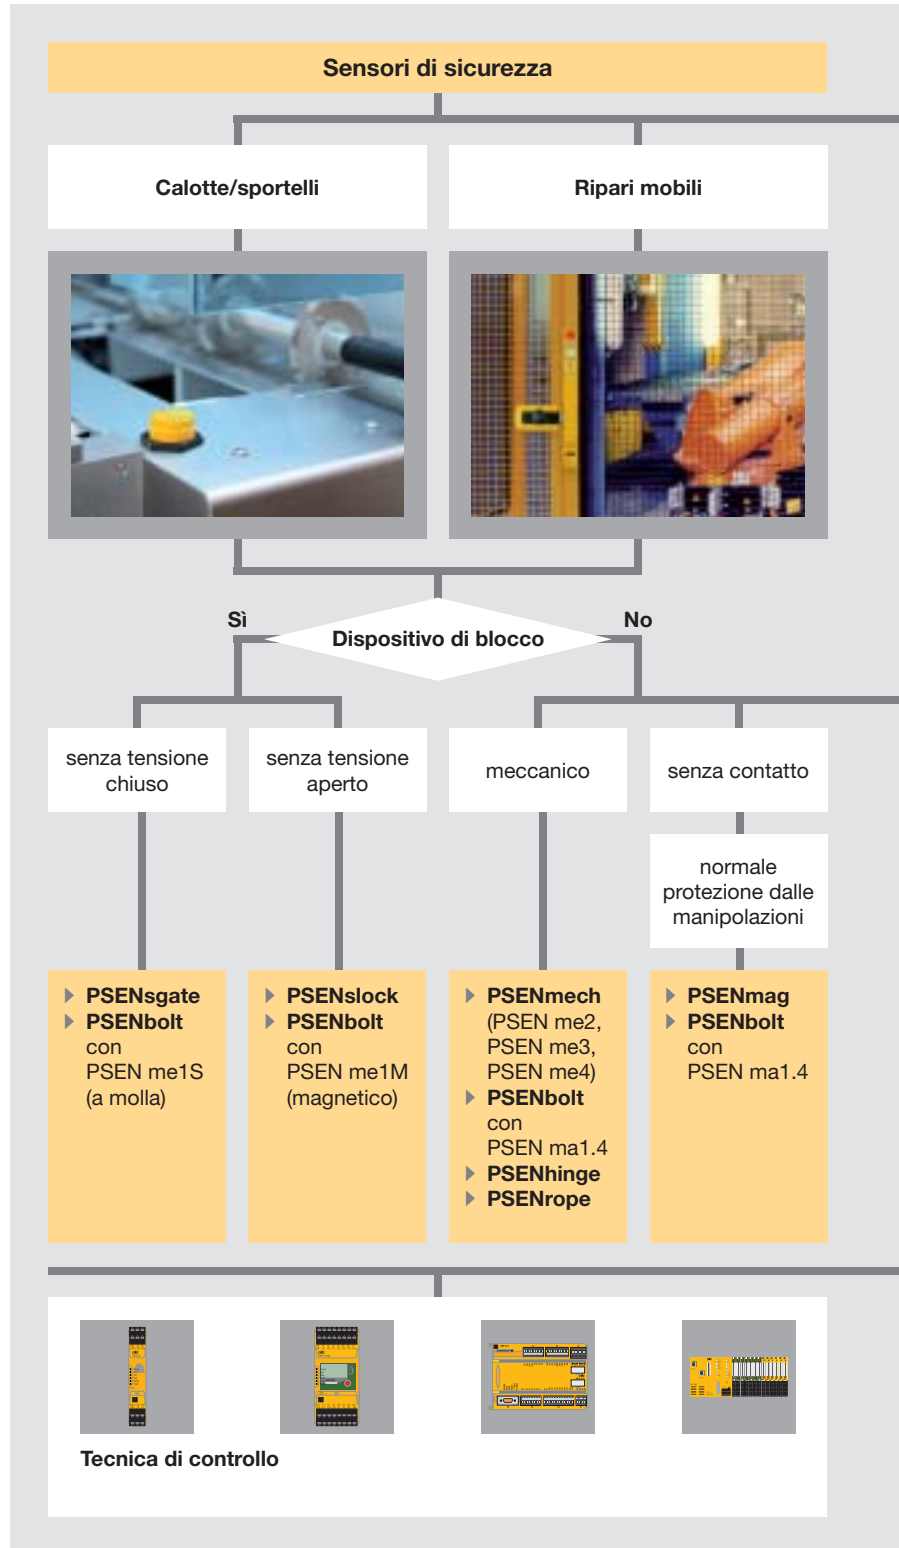 Sensori di sicurezza
Calotte/sportelli
Ripari mobili
Sì
No
Dispositivo di blocco
senza tensione
chiuso
senza tensione
aperto
meccanico
senza contatto
normale
protezione dalle
manipolazioni
PSENsgate
PSENbolt
con
PSEN me1S
(a molla)
PSENslock
PSENbolt
con
PSEN me1M
(magnetico)
PSENmech
(PSEN me2,
PSEN me3,
PSEN me4)
PSENbolt
con
PSEN ma1.4
PSENhinge
PSENrope
PSENmag
PSENbolt
con
PSEN ma1.4
Tecnica di controllo